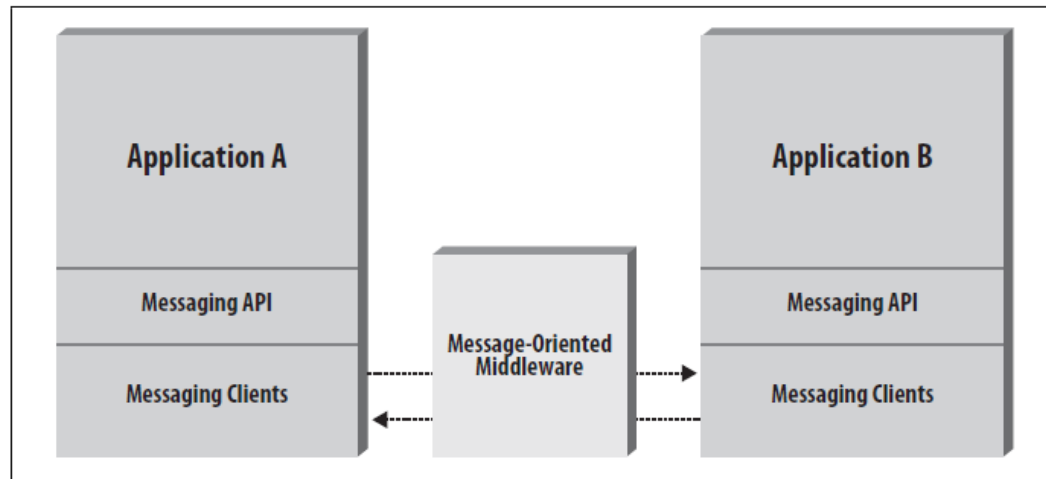 Application A
Messaging API
Messaging Clients
Message-Oriented
Middleware
Application B
Messaging API
Messaging Clients